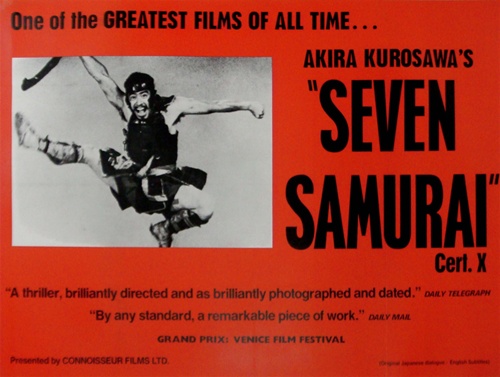 One of the GREATEST FILMS OF ALL TIME...
AKIRA KUROSAWA'S
"SEVEN
SAMURAI"
Cert. X
"A thriller, brilliantly directed and as brilliantly photographed and dated." DAILY TELEGRAPH
"By any standard, a remarkable piece of work." DAILY MAIL
GRAND PRIX: VENICE FILM FESTIVAL
Presented by CONNOISSEUR FILMS LTD.
(Original Japanese dialogue - English Subtitles)